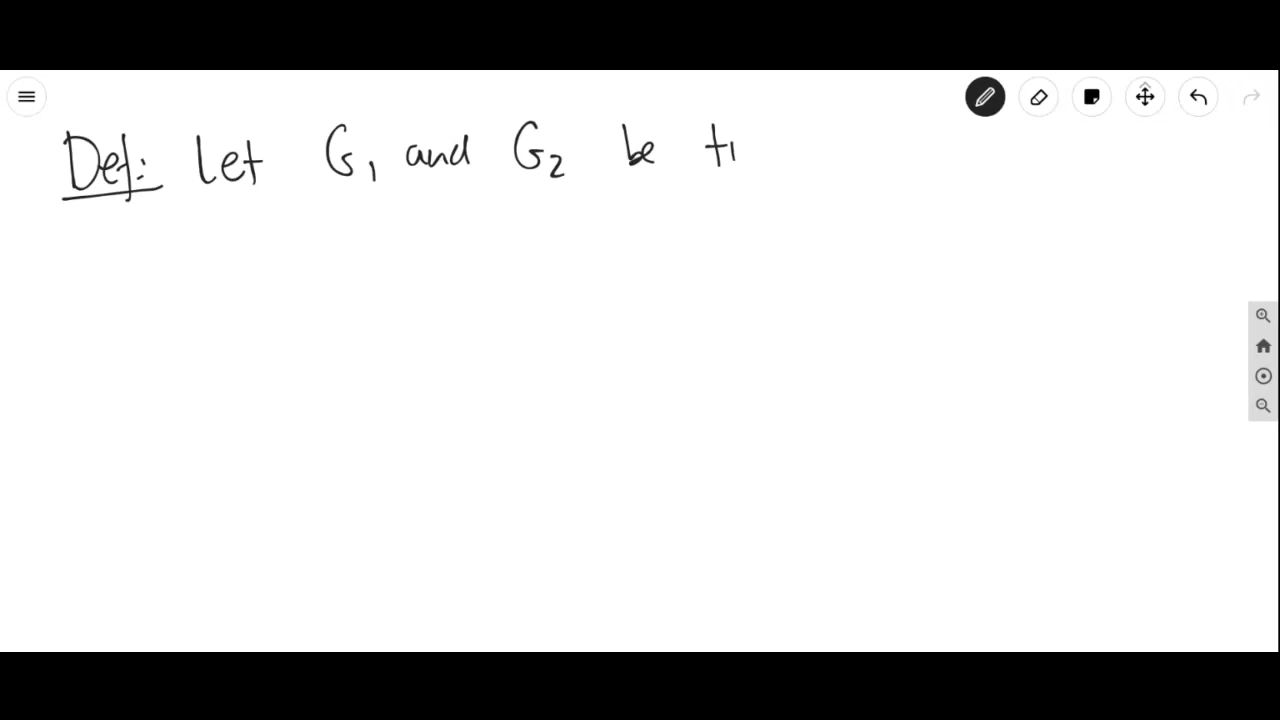 Def: Let G₁ and G₂ be